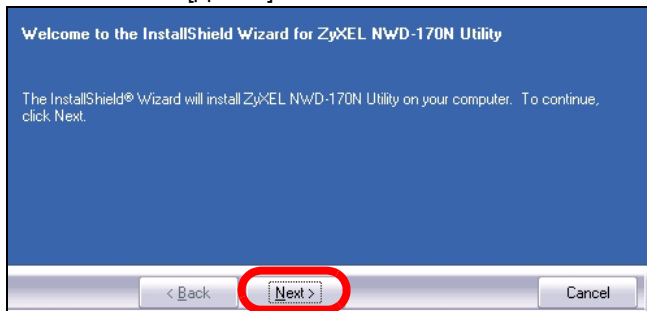 Welcome to the InstallShield Wizard for ZyXEL NWD-170N Utility
The InstallShield® Wizard will install ZyXEL NWD-170N Utility on your computer. To continue,
click Next.
< Back
Next >
Cancel